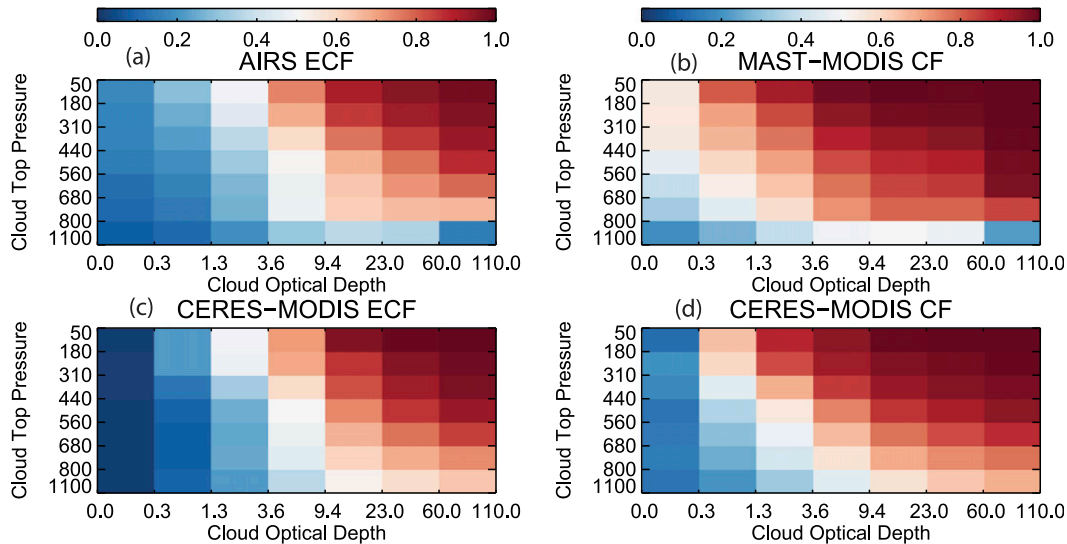 0.0 0.2 0.4 0.6 0.8 1.0
(a) AIRS ECF
Cloud Top Pressure
50
180
310
440
560
680
800
1100
0.0 0.3 1.3 3.6 9.4 23.0 60.0 110.0
Cloud Optical Depth
0.0 0.2 0.4 0.6 0.8 1.0
(b) MAST−MODIS CF
Cloud Top Pressure
50
180
310
440
560
680
800
1100
0.0 0.3 1.3 3.6 9.4 23.0 60.0 110.0
Cloud Optical Depth
(c) CERES−MODIS ECF
Cloud Top Pressure
50
180
310
440
560
680
800
1100
0.0 0.3 1.3 3.6 9.4 23.0 60.0 110.0
Cloud Optical Depth
(d) CERES−MODIS CF
Cloud Top Pressure
50
180
310
440
560
680
800
1100
0.0 0.3 1.3 3.6 9.4 23.0 60.0 110.0
Cloud Optical Depth